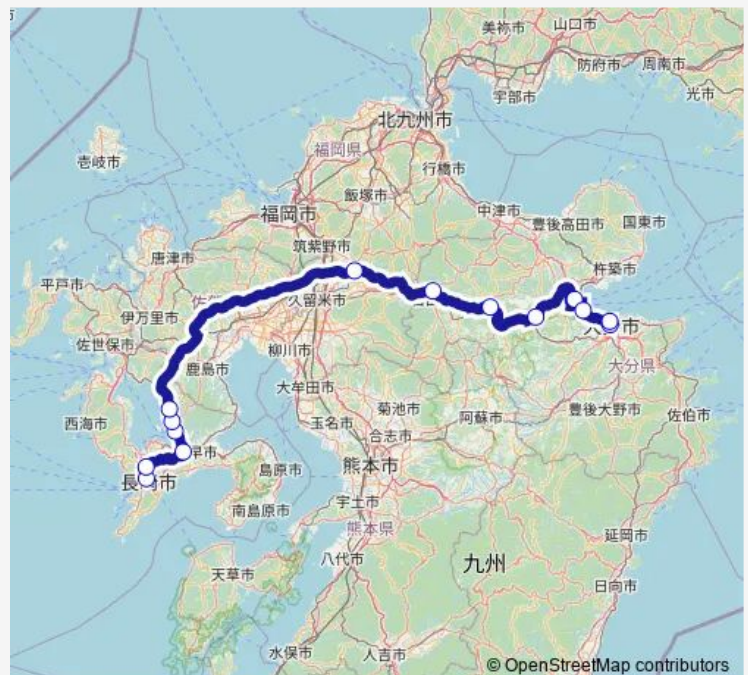 美祢市
山口市
防府市
周南市
光市
宇部市
北九州市
福岡県
壱岐市
行橋市
飯塚市
福岡市
中津市
豊後高田市
国東市
筑紫野市
唐津市
杵築市
平戸市
久留米市
伊万里市
佐世保市
柳川市
鹿島市
大分県
大牟田市
西海市
菊池市
阿蘇市
豊後大野市
佐伯市
玉名市
合志市
早市
熊本市
島原市
宇土市
南島原市
熊本県
延岡市
八代市
九州
天草市
日向市
水俣市
人吉市
© OpenStreetMap contributors